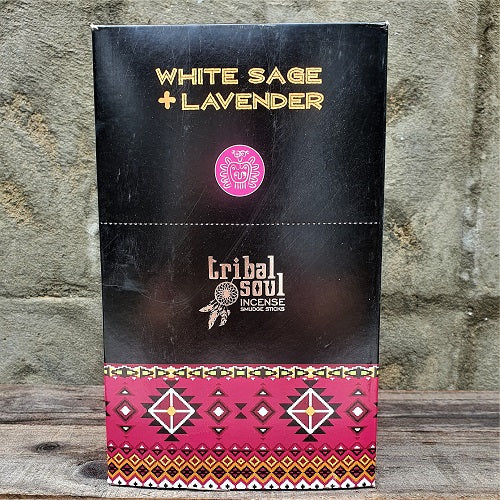 WHITE SAGE
+ LAVENDER
tribal
soul
INCENSE
SMUDGE STICKS